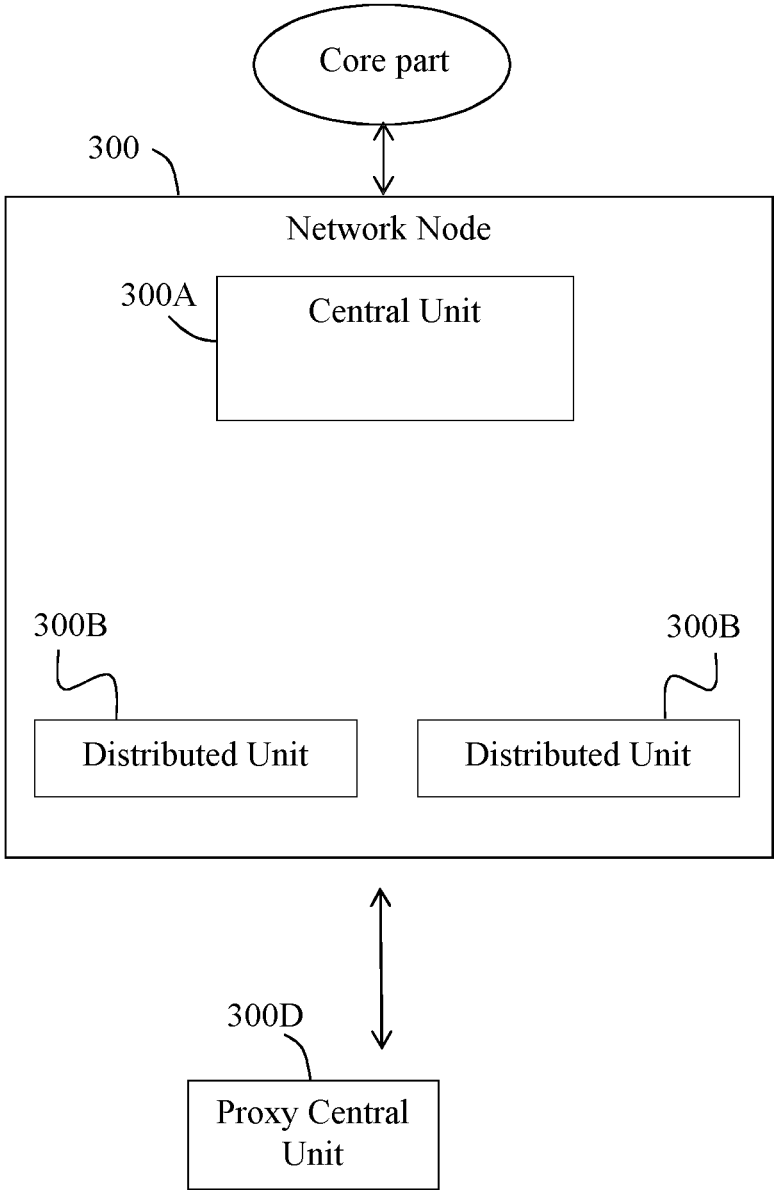 Core part
300
Network Node
300A
Central Unit
300B
300B
Distributed Unit
Distributed Unit
300D
Proxy Central
Unit